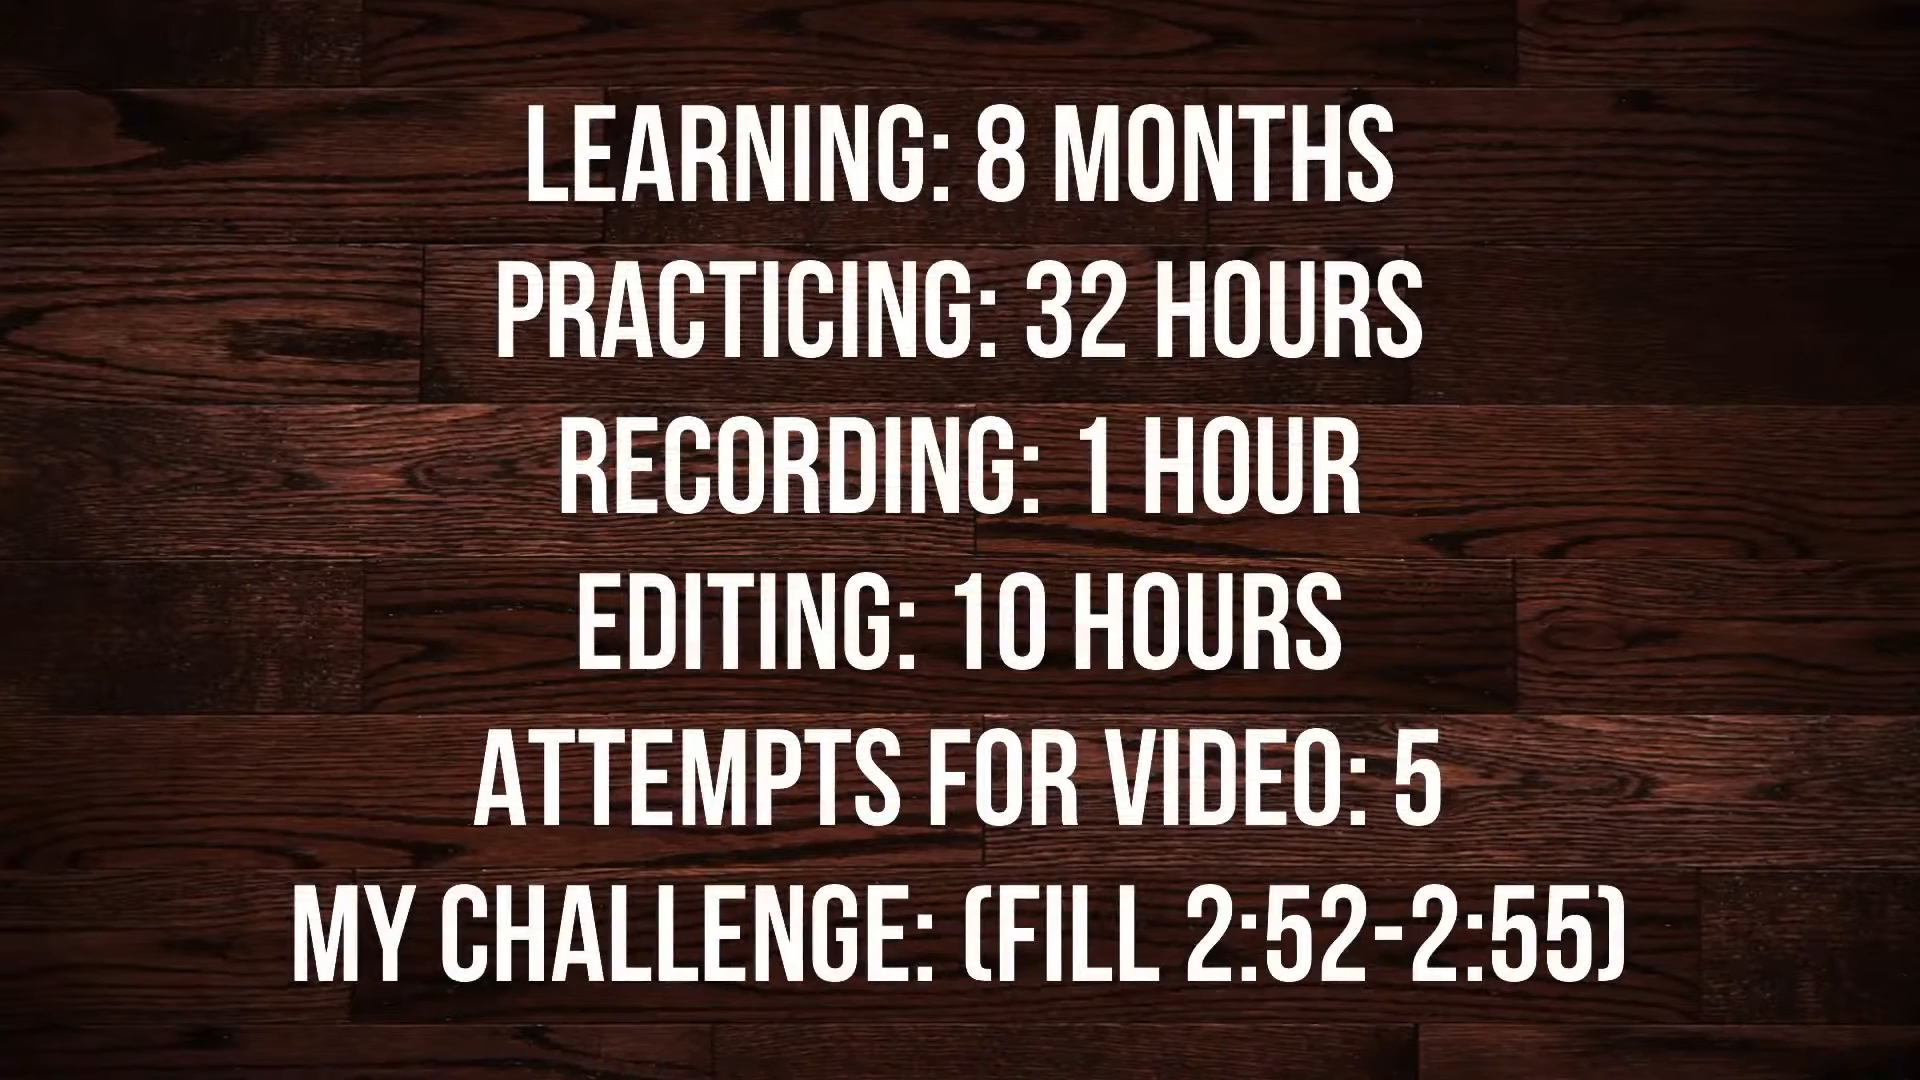 LEARNING: 8 MONTHS
PRACTICING: 32 HOURS
RECORDING: 1 HOUR
EDITING: 10 HOURS
ATTEMPTS FOR VIDEO: 5
MY CHALLENGE: (FILL 2:52-2:55)